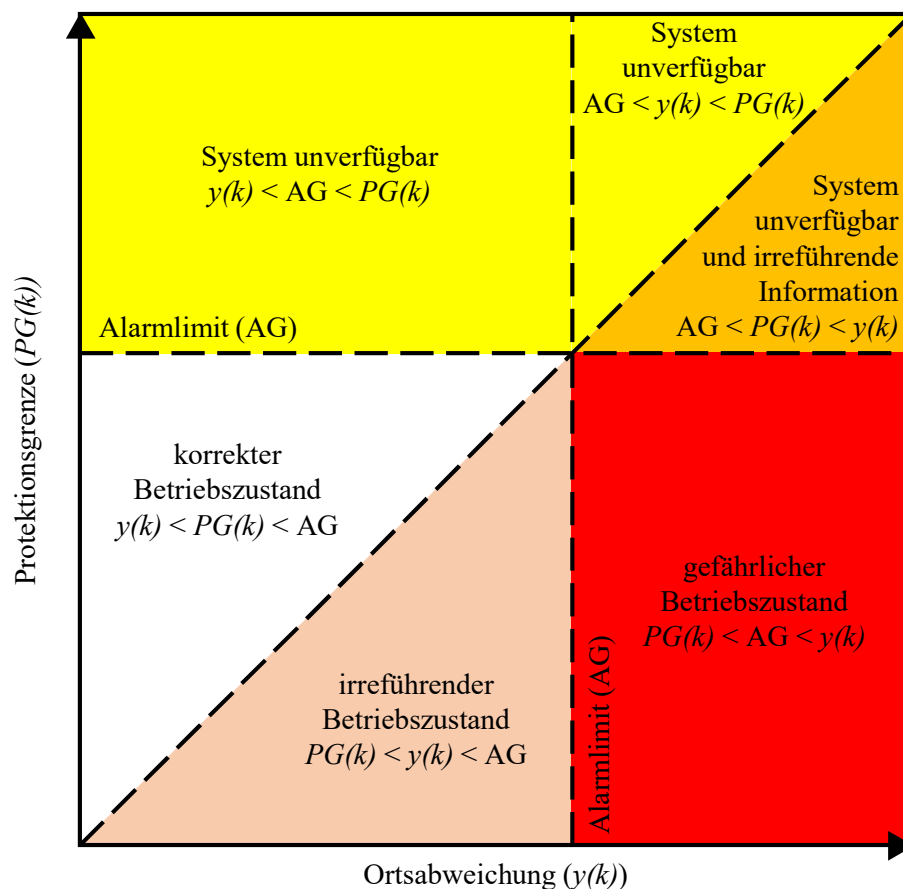 System
unverfügbar
AG < y(k) < PG(k)
System unverfügbar
y(k) < AG < PG(k)
System
unverfügbar
und irreführende
Information
AG < PG(k) < y(k)
Alarmlimit (AG)
Protektionsgrenze (PG(k))
korrekter
Betriebszustand
y(k) < PG(k) < AG
gefährlicher
Betriebszustand
PG(k) < AG < y(k)
irreführender
Betriebszustand
PG(k) < y(k) < AG
Alarmlimit (AG)
Ortsabweichung (y(k))